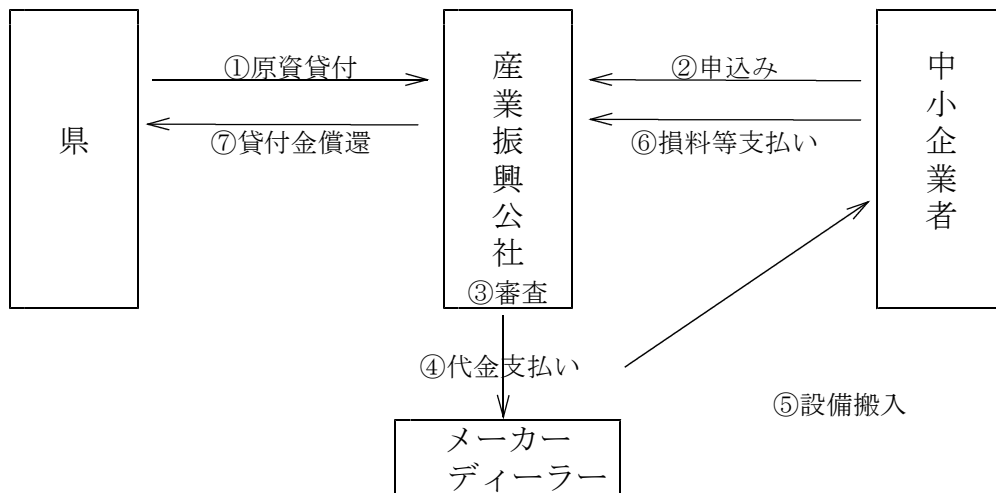 ①原資貸付
②申込み
県
⑦貸付金償還
産業振興公社
⑥損料等支払い
中小企業者
③審査
④代金支払い
⑤設備搬入
メーカー
ディーラー